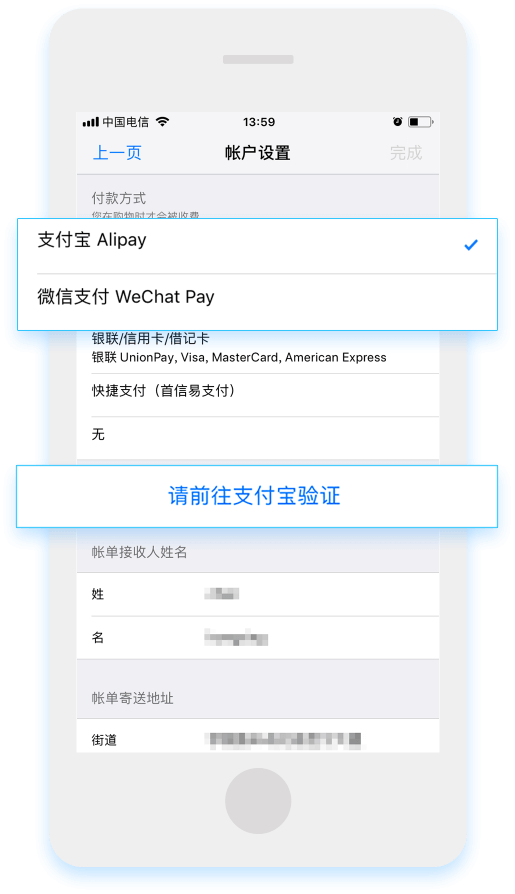 中国电信 13:59
上一页 帐户设置 完成
付款方式
您在购物时才会被收费
支付宝 Alipay
微信支付 WeChat Pay
银联/信用卡/借记卡
银联 UnionPay, Visa, MasterCard, American Express
快捷支付（首信易支付）
无
请前往支付宝验证
帐单接收人姓名
姓
名
帐单寄送地址
街道